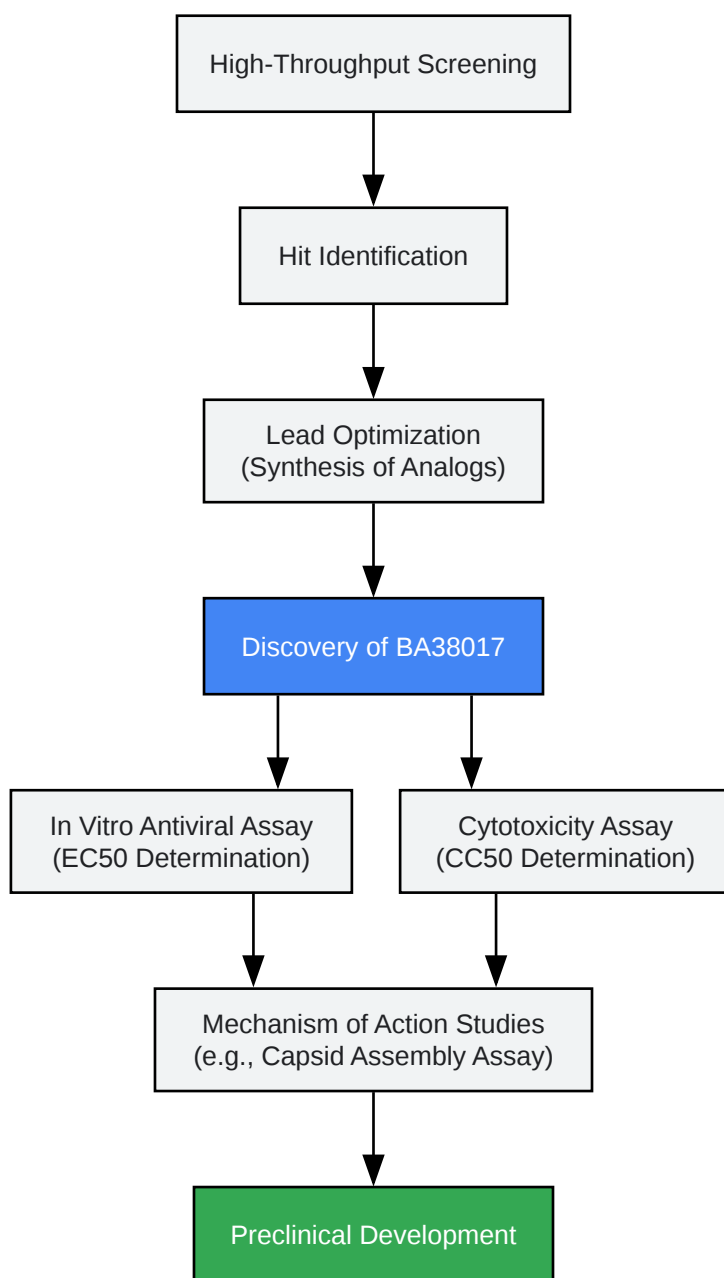 High-Throughput Screening
Hit Identification
Lead Optimization
(Synthesis of Analogs)
Discovery of BA38017
In Vitro Antiviral Assay
(EC50 Determination)
Cytotoxicity Assay
(CC50 Determination)
Mechanism of Action Studies
(e.g., Capsid Assembly Assay)
Preclinical Development